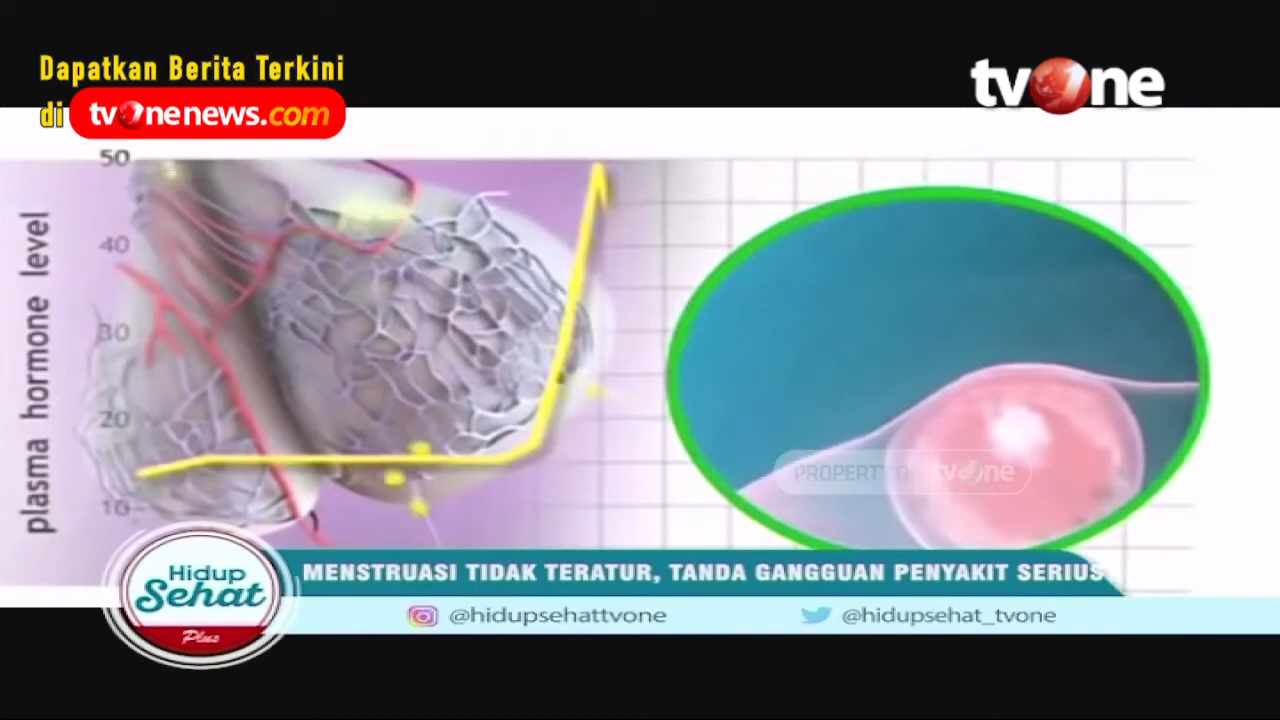 Dapatkan Berita Terkini
di tvonenews.com
tvOne
50
40
30
20
10
plasma hormone level
PROPERTY OF tvOne
Hidup
Sehat
Plus
MENSTRUASI TIDAK TERATUR, TANDA GANGGUAN PENYAKIT SERIUS
@hidupsehattvone
@hidupsehat_tvone